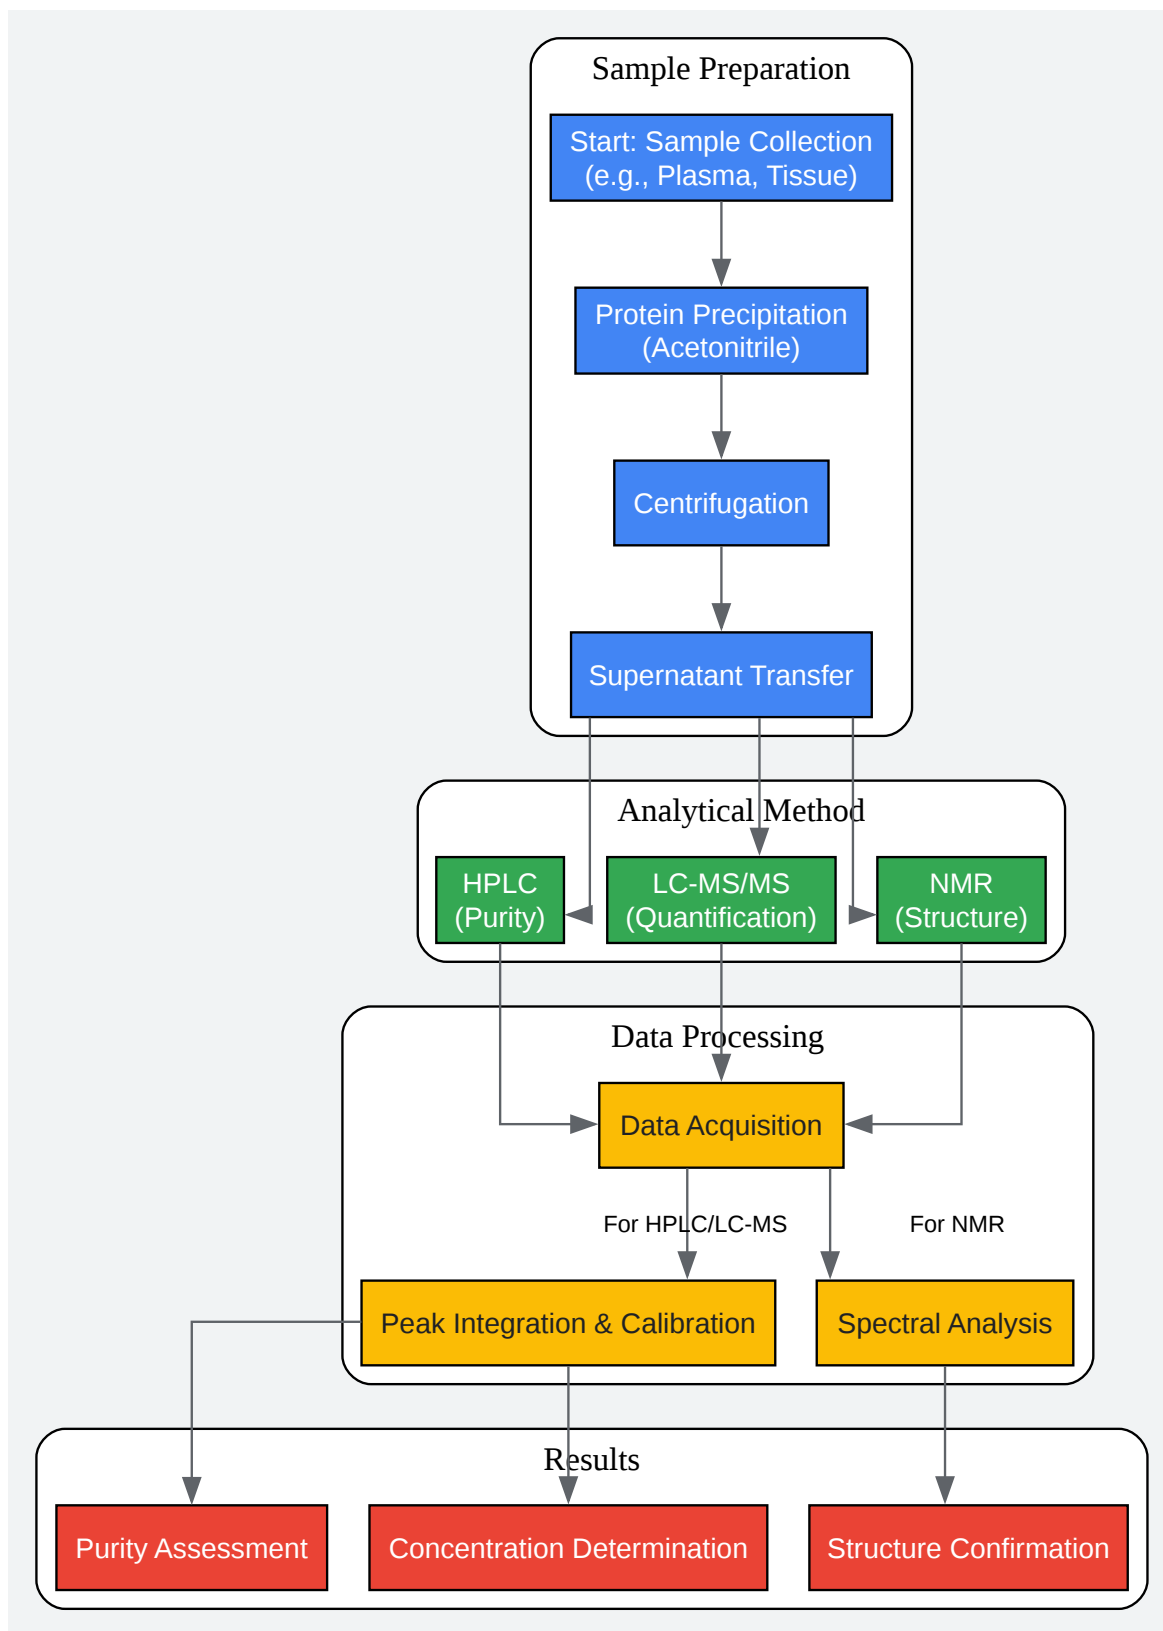 Sample Preparation
Start: Sample Collection
(e.g., Plasma, Tissue)
Protein Precipitation
(Acetonitrile)
Centrifugation
Supernatant Transfer
Analytical Method
HPLC
(Purity)
LC-MS/MS
(Quantification)
NMR
(Structure)
Data Processing
Data Acquisition
For HPLC/LC-MS
For NMR
Peak Integration & Calibration
Spectral Analysis
Results
Purity Assessment
Concentration Determination
Structure Confirmation